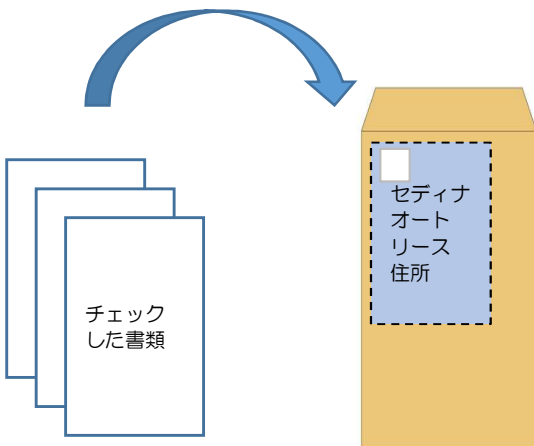 チェック
した書類
セディナ
オート
リース
住所